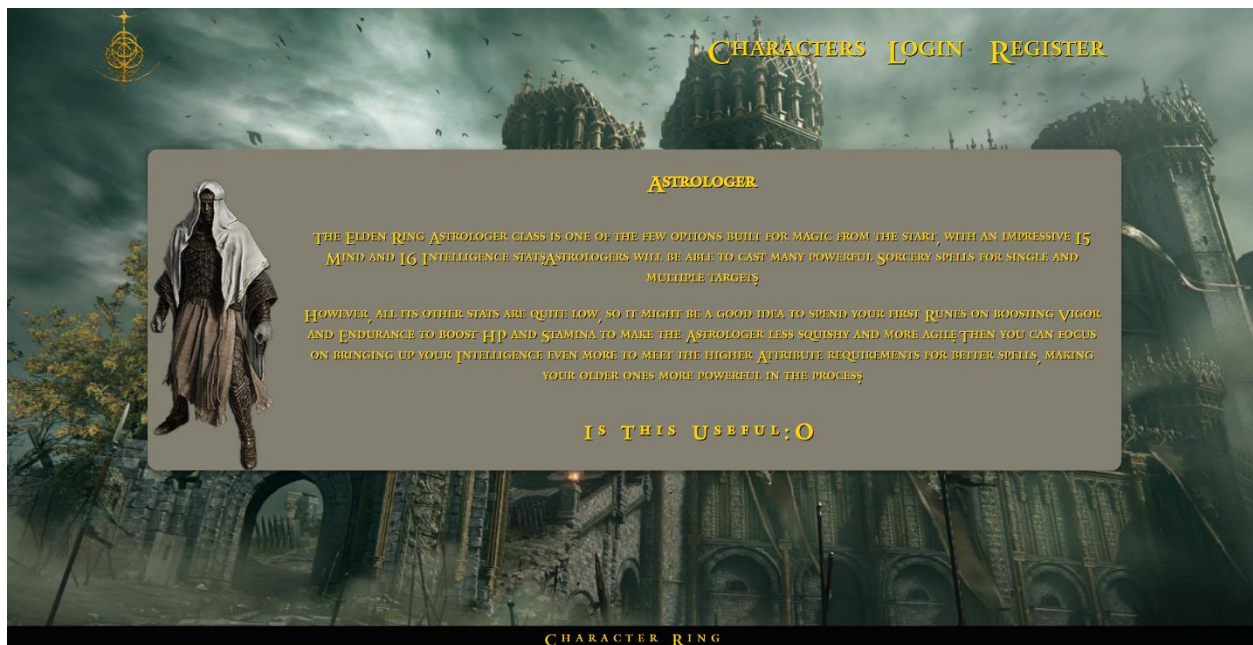 Characters Login Register
Astrologer
The Elden Ring Astrologer class is one of the few options built for magic from the start, with an impressive 15
Mind and 16 Intelligence stats.Astrologers will be able to cast many powerful Sorcery spells for single and
multiple targets.
However, all its other stats are quite low, so it might be a good idea to spend your first Runes on boosting Vigor
and Endurance to boost HP and Stamina to make the Astrologer less squishy and more agile.Then you can focus
on bringing up your Intelligence even more to meet the higher Attribute requirements for better spells, making
your older ones more powerful in the process.
Is This Useful:0
Character Ring